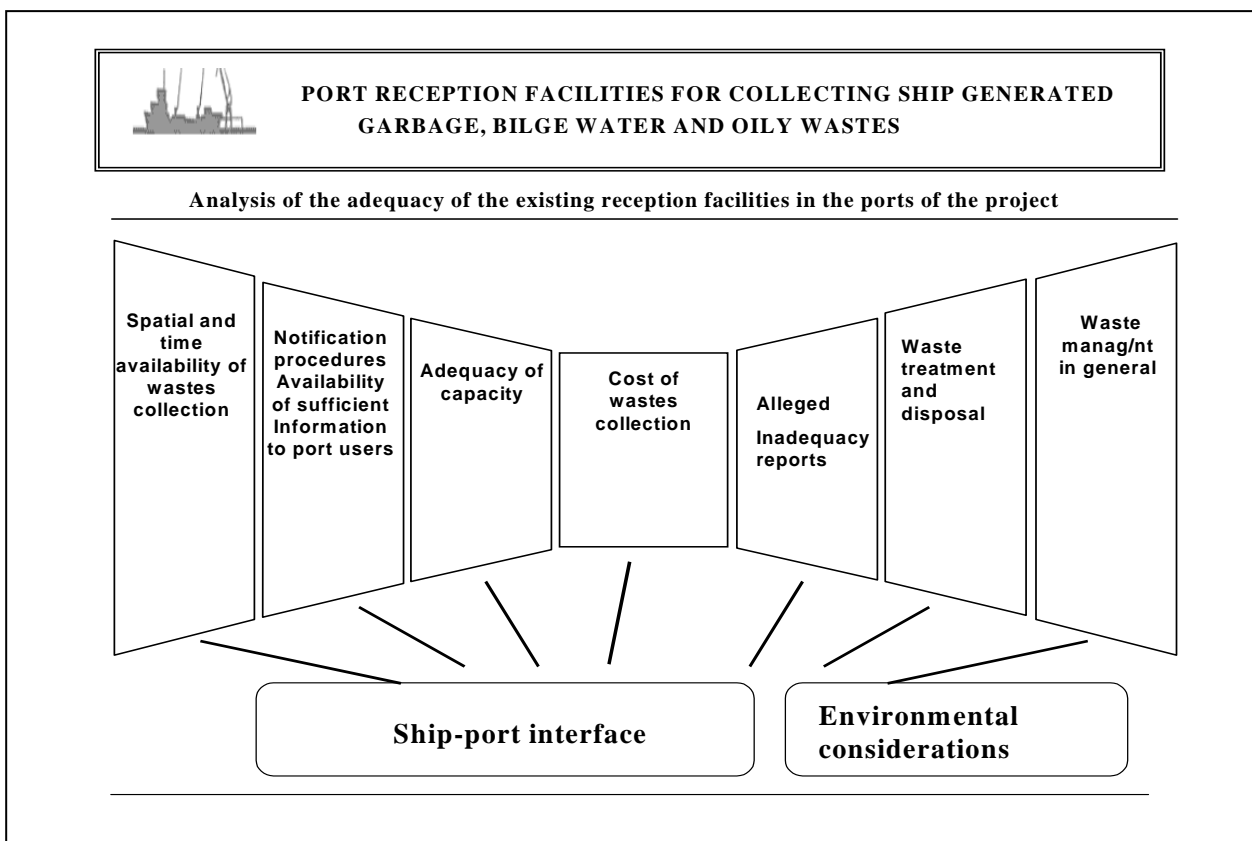 PORT RECEPTION FACILITIES FOR COLLECTING SHIP GENERATED
GARBAGE, BILGE WATER AND OILY WASTES
Analysis of the adequacy of the existing reception facilities in the ports of the project
Spatial and
time
availability of
wastes
collection
Notification
procedures
Availability
of sufficient
Information
to port users
Adequacy of
capacity
Cost of
wastes
collection
Alleged
Inadequacy
reports
Waste
treatment
and
disposal
Waste
manag/nt
in general
Ship-port interface
Environmental
considerations